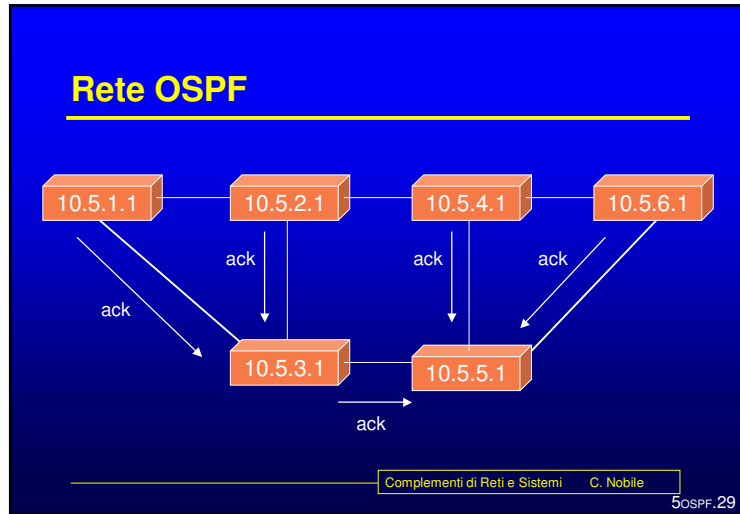 Rete OSPF
10.5.1.1
10.5.2.1
10.5.4.1
10.5.6.1
ack
ack
ack
ack
10.5.3.1
10.5.5.1
ack
Complementi di Reti e Sistemi C. Nobile
5OSPF.29